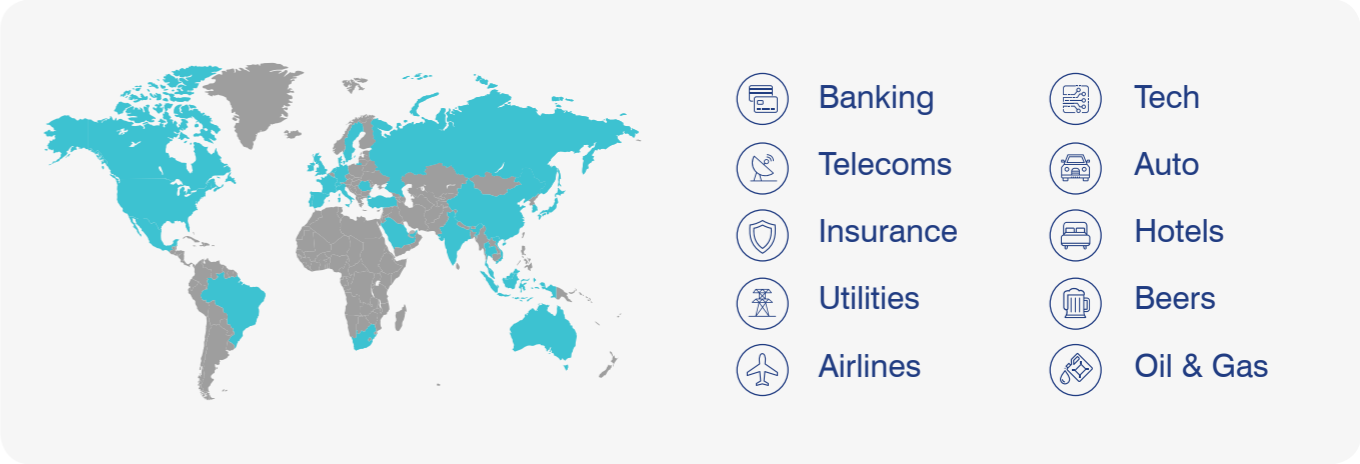 Banking
Telecoms
Insurance
Utilities
Airlines
Tech
Auto
Hotels
Beers
Oil & Gas